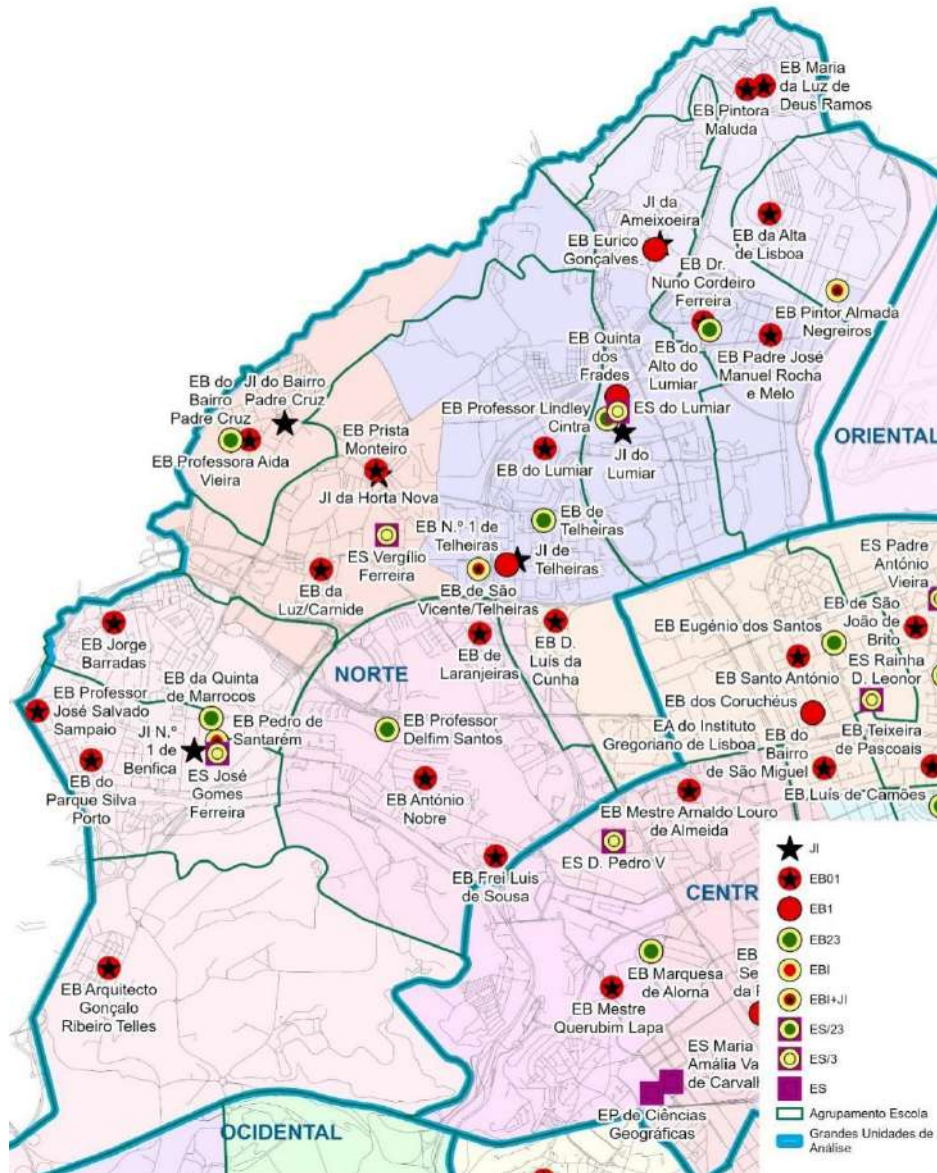 EB Maria
da Luz de
Deus Ramos
EB Pintora
Maluda
JI da
Ameixoeira
EB da Alta
de Lisboa
EB Eurico
Gonçalves
EB Dr.
Nuno Cordeiro
Ferreira
EB Pintor Almada
Negreiros
EB Quinta
dos
Frades
EB do
Alto do
Lumiar
EB Padre José
Manuel Rocha
e Melo
EB do
Bairro
Padre Cruz
JI do Bairro
Padre Cruz
EB Professor Lindley
Cintra
ES do Lumiar
EB Prista
Monteiro
ORIENTAL
EB Professora Aida
Vieira
EB do Lumiar
JI do
Lumiar
JI da Horta Nova
EB de
Telheiras
EB N.º 1 de
Telheiras
ES Vergílio
Ferreira
JI de
Telheiras
ES Padre
António
Vieira
EB da
Luz/Carnide
EB de São
Vicente/Telheiras
EB de São
João de
Brito
EB Eugénio dos Santos
EB Jorge
Barradas
EB de
Laranjeiras
EB D.
Luís da
Cunha
NORTE
ES Rainha
D. Leonor
EB Santo António
EB Professor
José Salvado
Sampaio
EB da Quinta
de Marrocos
EB dos Coruchéus
EB Pedro de
Santarém
EB Professor
Delfim Santos
EA do Instituto
Gregoriano de Lisboa
EB Teixeira
de Pascoais
JI N.º
1 de
Benfica
EB do
Bairro
de São Miguel
EB do
Parque Silva
Porto
ES José
Gomes
Ferreira
EB António
Nobre
EB Luís de Camões
EB Mestre Arnaldo Louro
de Almeida
ES D. Pedro V
EB Frei Luís
de Sousa
CENTR
EB Marquesa
de Alorna
EB
Se
da F
EB Arquitecto
Gonçalo
Ribeiro Telles
EB Mestre
Querubim Lapa
ES Maria
Amália Va
de Carvalh
EP de Ciências
Geográficas
OCIDENTAL
JI
EB01
EB1
EB23
EBI
EBI+JI
ES/23
ES/3
ES
Agrupamento Escola
Grandes Unidades de
Análise